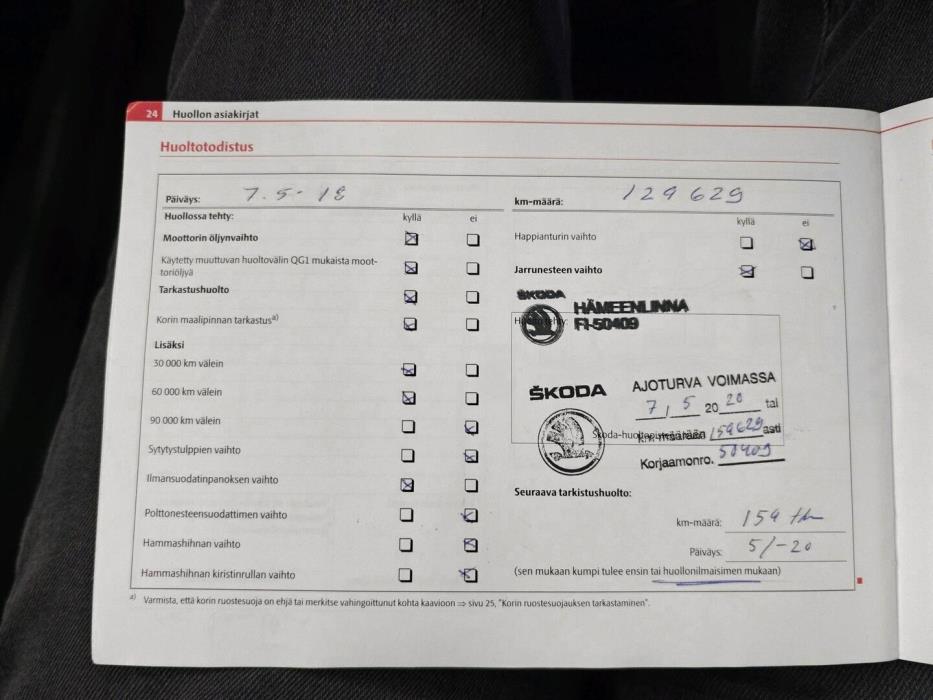 24 Huollon asiakirjat
Huoltotodistus
Päiväys: 7.5-18
km-määrä: 129629
Huollossa tehty: kyllä ei
Moottorin öljynvaihto
Käytetty muuttuvan huoltovälin QG1 mukaista moot-
toriöljyä
Tarkastushuolto
Korin maalipinnan tarkastus a)
Lisäksi
30 000 km välein
60 000 km välein
90 000 km välein
Sytytystulppien vaihto
Ilmansuodatinpanoksen vaihto
Polttonesteensuodattimen vaihto
Hammashihnan vaihto
Hammashihnan kiristinrullan vaihto
kyllä ei
Happianturin vaihto
Jarrunesteen vaihto
ŠKODA HÄMEENLINNA
FI-50409
ŠKODA AJOTURVA VOIMASSA
7, 5 20 20 tai
km-määrään 159629 asti
Korjaamonro. 50409
Seuraava tarkistushuolto:
km-määrä: 159 tkm
Päiväys: 5/-20
(sen mukaan kumpi tulee ensin tai huollonilmaisimen mukaan)
a) Varmista, että korin ruostesuoja on ehjä tai merkitse vahingoittunut kohta kaavioon ⇒ sivu 25, "Korin ruostesuojauksen tarkastaminen".